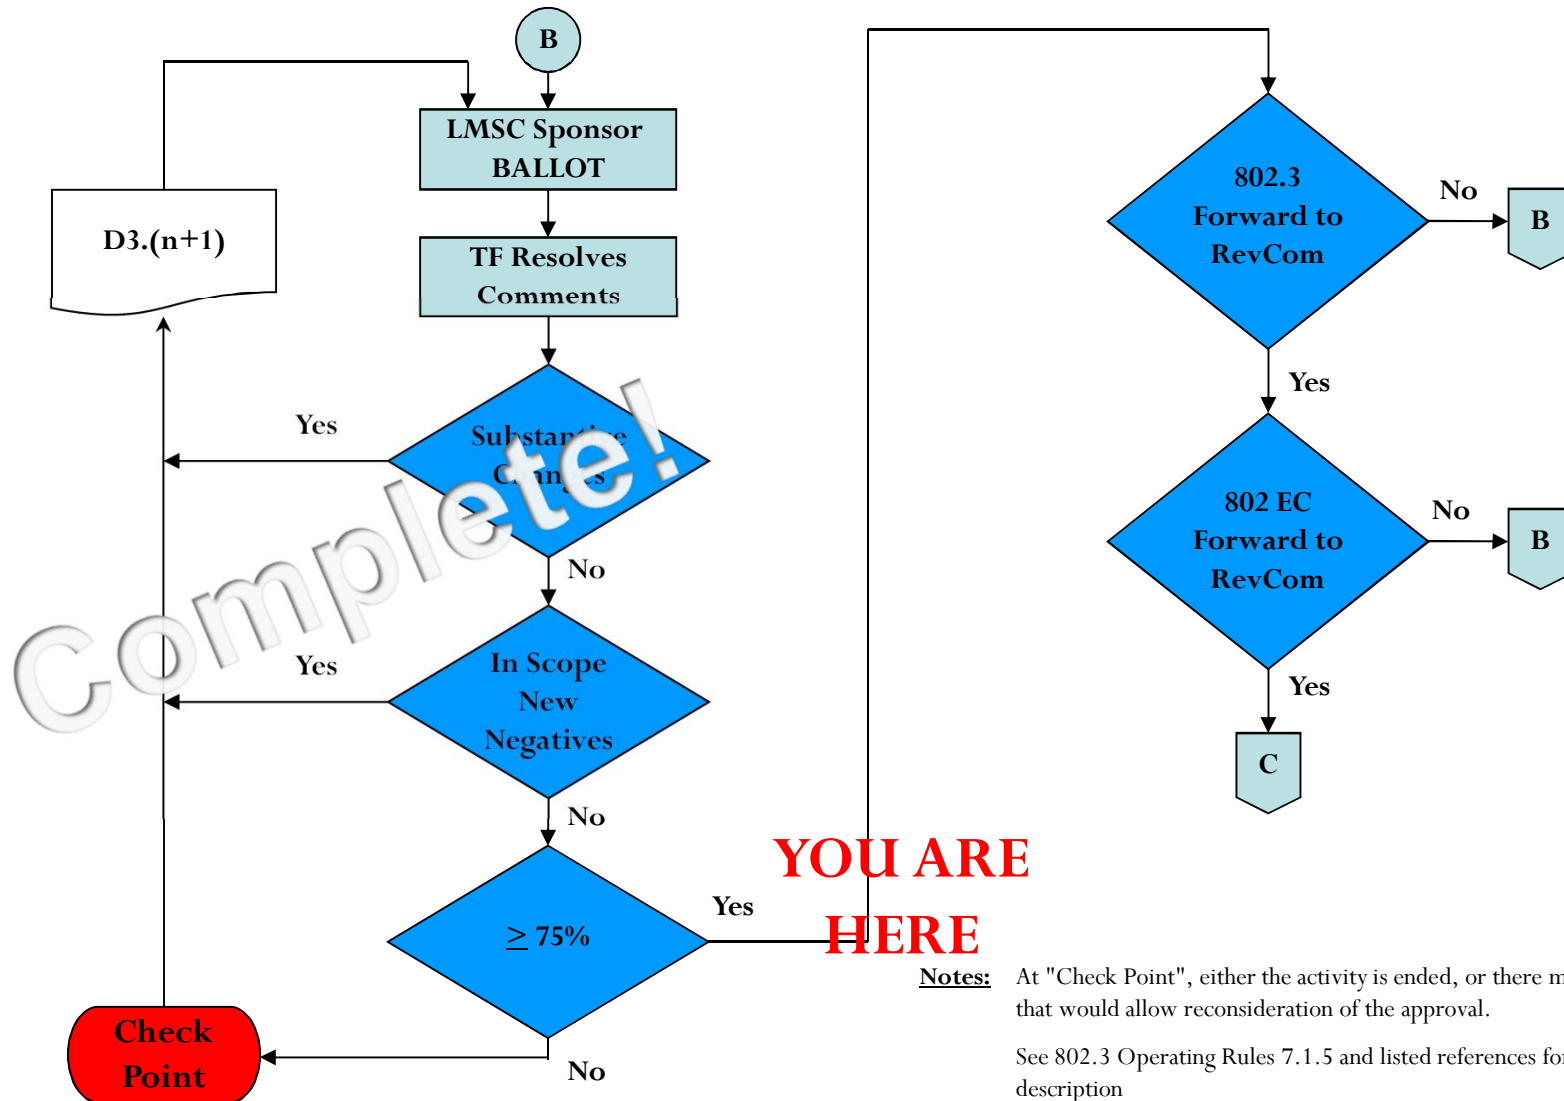 B
LMSC Sponsor
BALLOT
D3.(n+1)
TF Resolves
Comments
Yes
Substantive
Changes
Complete!
No
Yes
In Scope
New
Negatives
No
≥ 75%
Yes
No
Check
Point
YOU ARE
HERE
802.3
Forward to
RevCom
No
B
Yes
802 EC
Forward to
RevCom
No
B
Yes
C
Notes: At "Check Point", either the activity is ended, or there
that would allow reconsideration of the approval.
See 802.3 Operating Rules 7.1.5 and listed references for
description